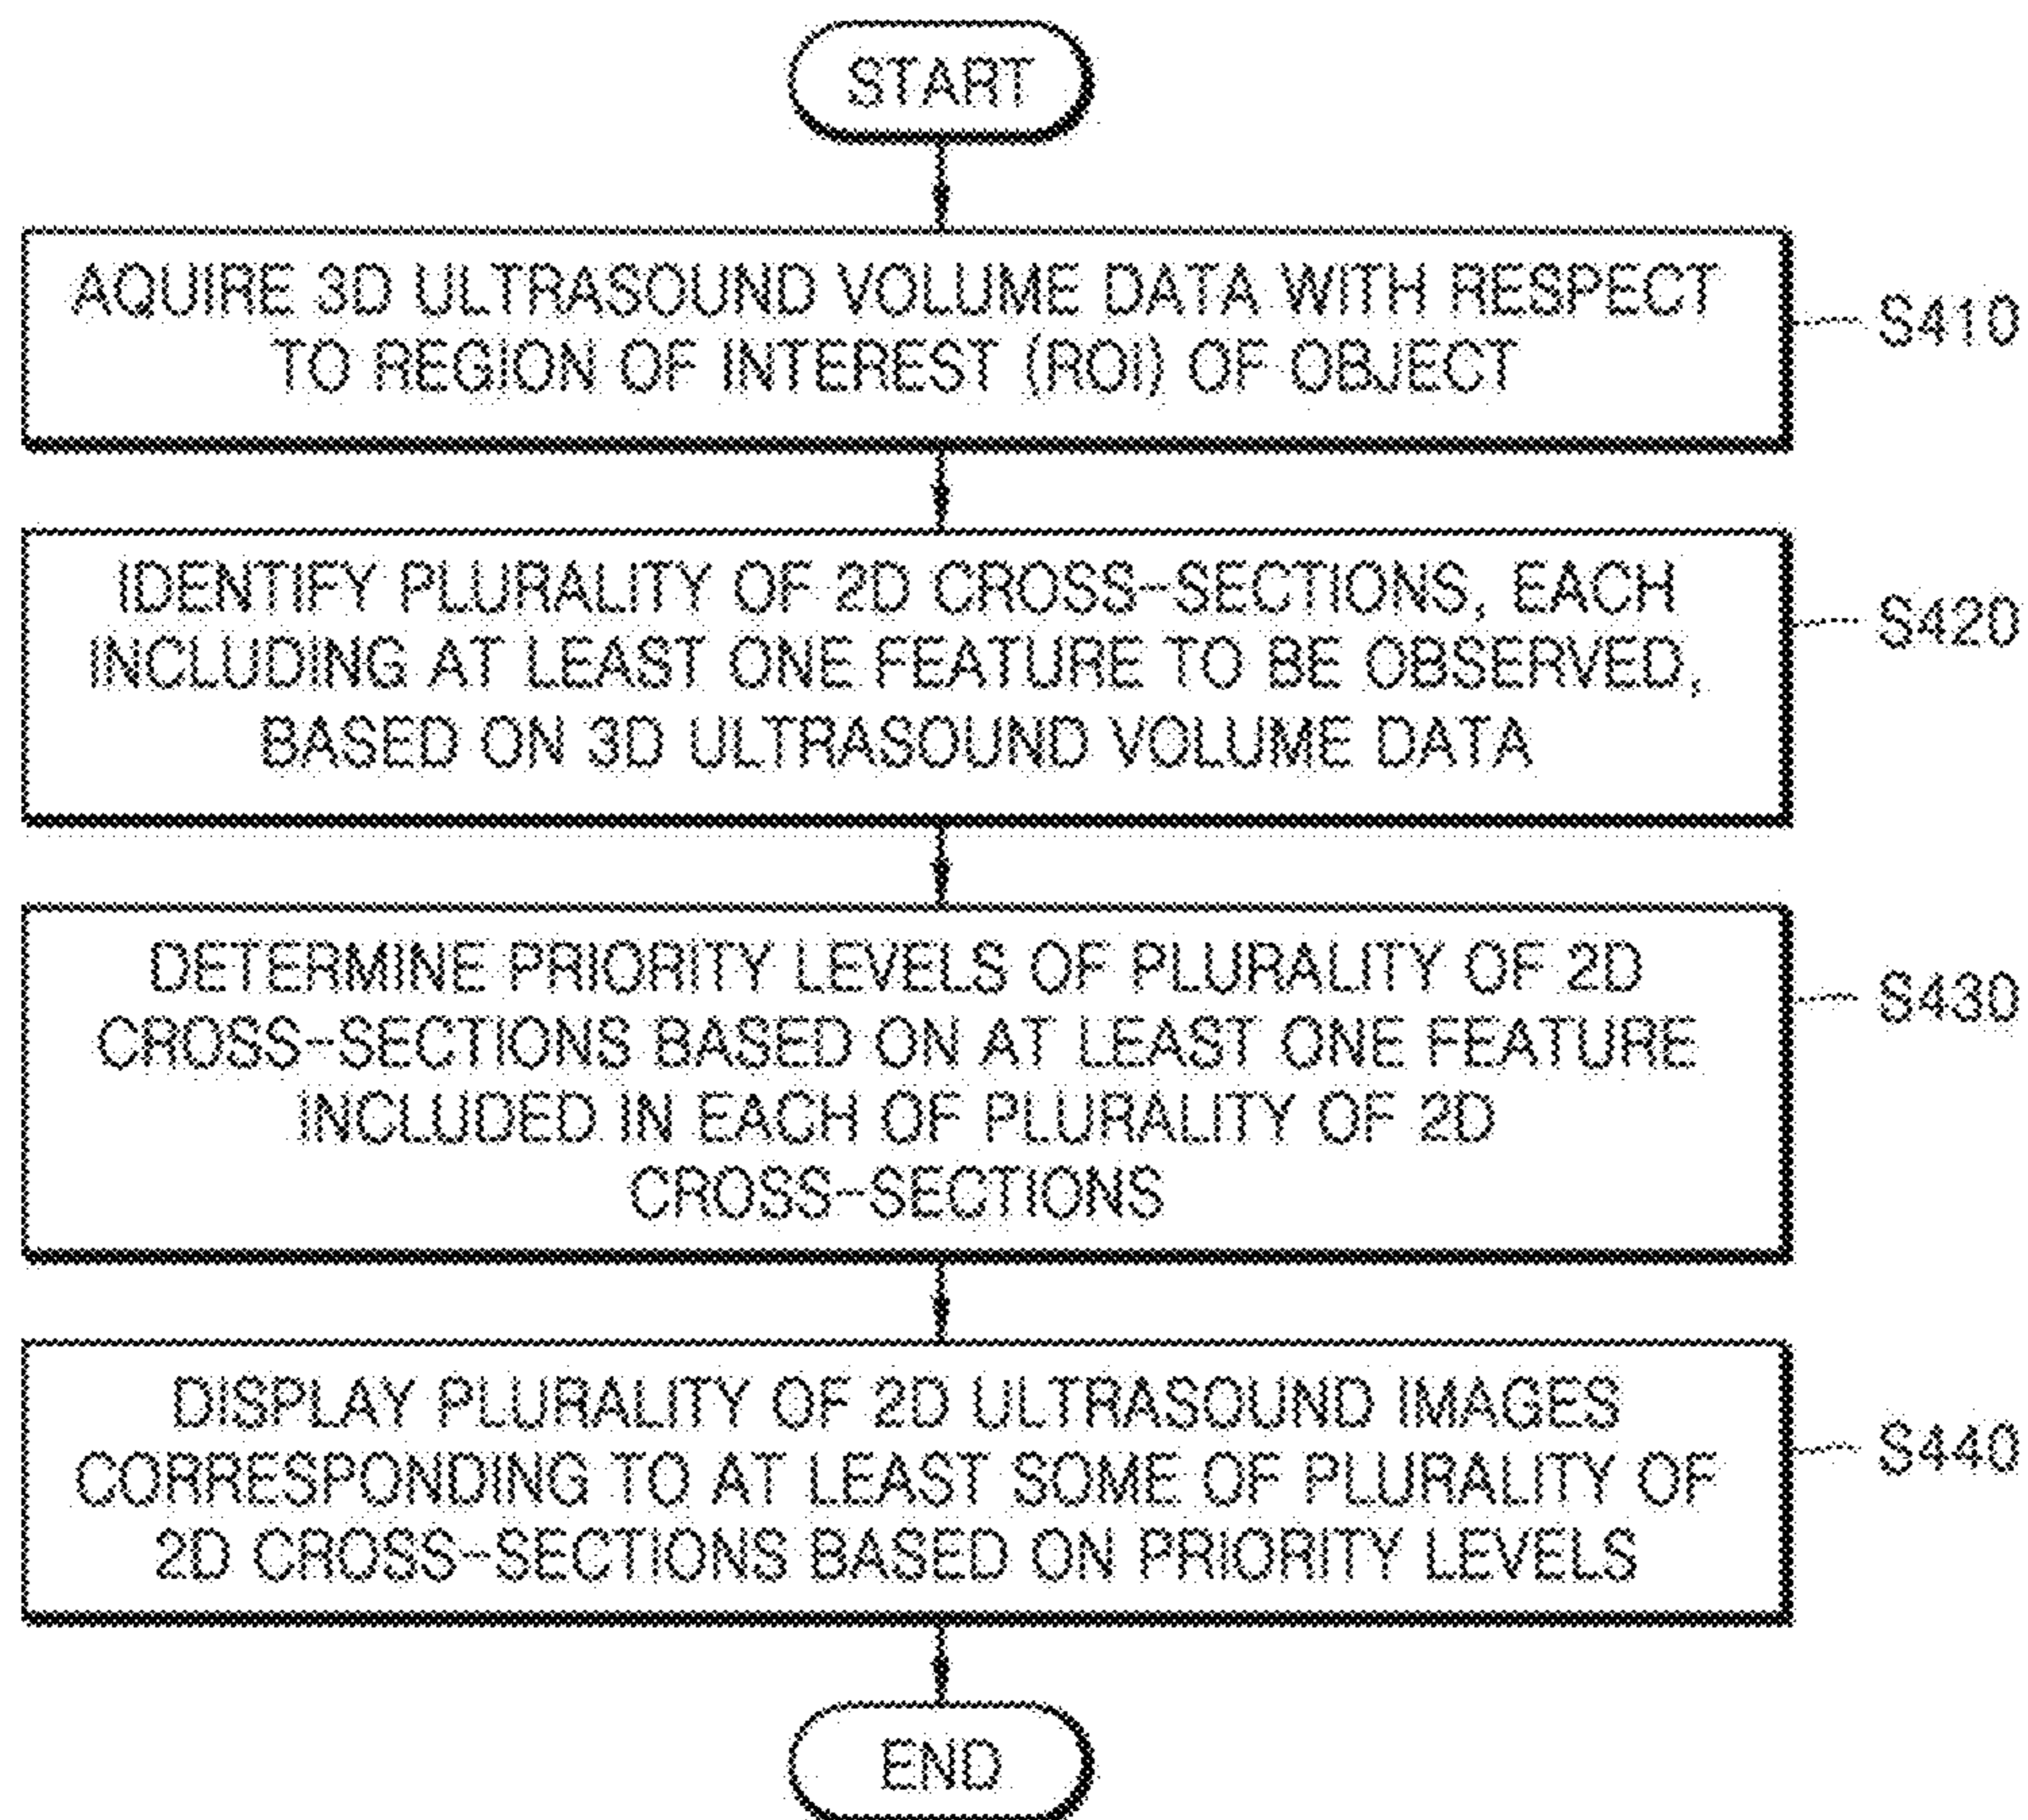 START
AQUIRE 3D ULTRASOUND VOLUME DATA WITH RESPECT
TO REGION OF INTEREST (ROI) OF OBJECT
S410
IDENTIFY PLURALITY OF 2D CROSS-SECTIONS, EACH
INCLUDING AT LEAST ONE FEATURE TO BE OBSERVED,
BASED ON 3D ULTRASOUND VOLUME DATA
S420
DETERMINE PRIORITY LEVELS OF PLURALITY OF 2D
CROSS-SECTIONS BASED ON AT LEAST ONE FEATURE
INCLUDED IN EACH OF PLURALITY OF 2D
CROSS-SECTIONS
S430
DISPLAY PLURALITY OF 2D ULTRASOUND IMAGES
CORRESPONDING TO AT LEAST SOME OF PLURALITY OF
2D CROSS-SECTIONS BASED ON PRIORITY LEVELS
S440
END